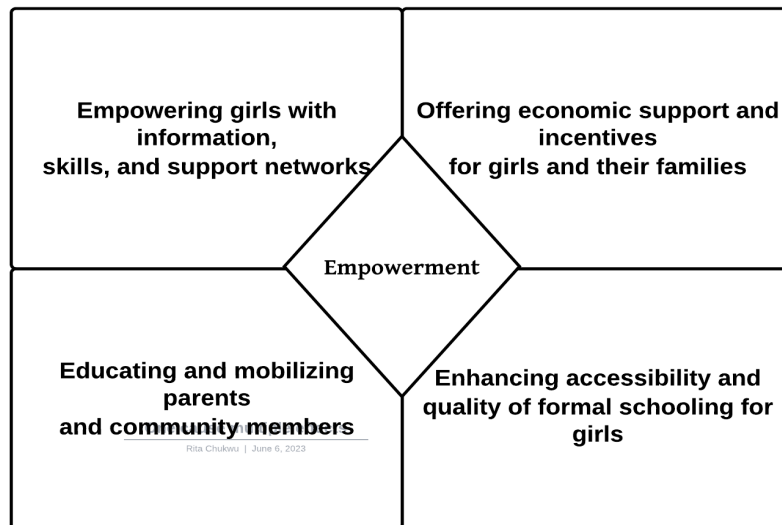 Empowering girls with
information,
skills, and support networks
Offering economic support and
incentives
for girls and their families
Empowerment
Educating and mobilizing
parents
and community members
Rita Chukwu | June 6, 2023
Enhancing accessibility and
quality of formal schooling for
girls